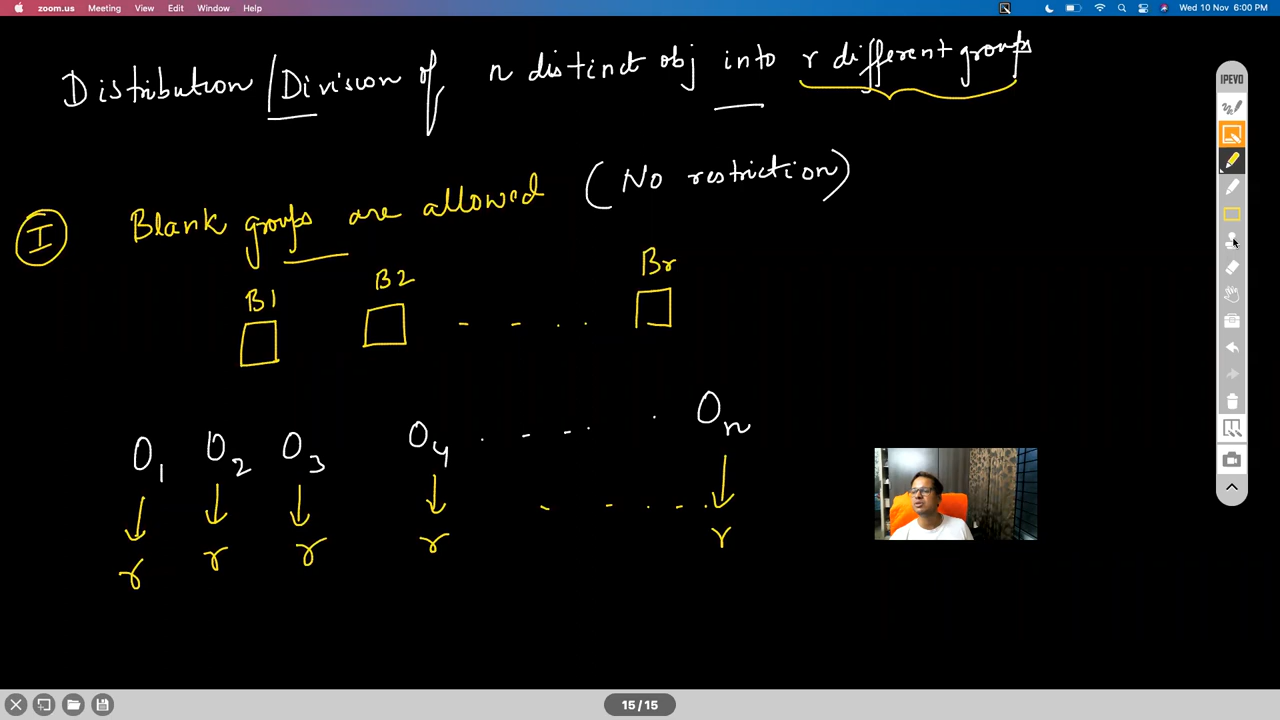 zoom.us Meeting View Edit Window Help Wed 10 Nov 6:00 PM
Distribution /Division of n distinct obj into r different groups
IPEVO
I Blank groups are allowed (No restriction)
B1 B2 - - . . Br
O1 O2 O3 O4 . - - . . On
r r r r - - . - . r
15 / 15